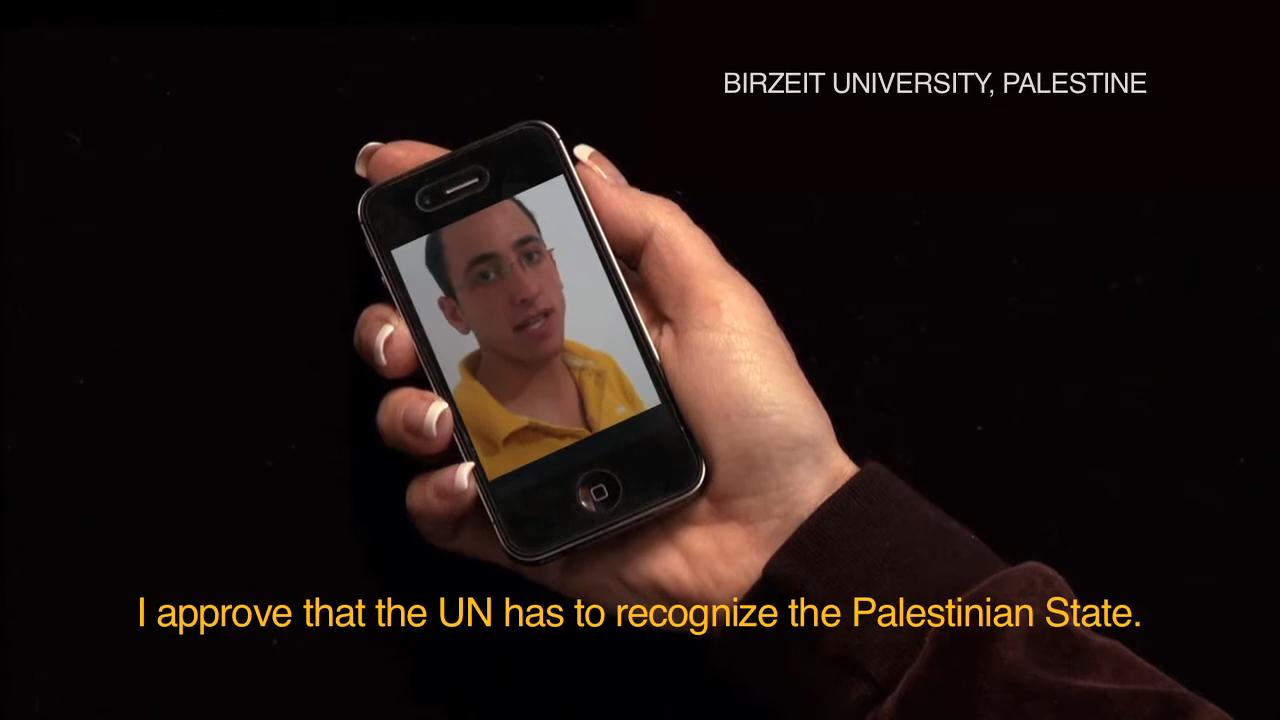 BIRZEIT UNIVERSITY, PALESTINE
I approve that the UN has to recognize the Palestinian State.